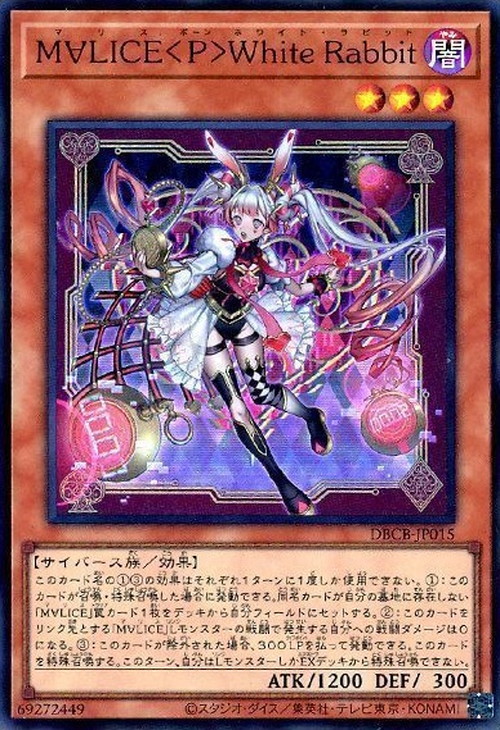 マリス ポーン ホワイト・ラビット
M∀LICE<P>White Rabbit
やみ
闇
DBCB-JP015
【サイバース族／効果】
このカード名の①③の効果はそれぞれ1ターンに1度しか使用できない。①：この
カードが召喚・特殊召喚した場合に発動できる。同名カードが自分の墓地に存在しない
「M∀LICE」罠カード1枚をデッキから自分フィールドにセットする。②：このカードを
リンク元とする「M∀LICE」Lモンスターの戦闘で発生する自分への戦闘ダメージは0
になる。③：このカードが除外された場合、300LPを払って発動できる。このカード
を特殊召喚する。このターン、自分はLモンスターしかEXデッキから特殊召喚できない。
ATK/1200 DEF/ 300
69272449
©スタジオ・ダイス／集英社・テレビ東京・KONAMI